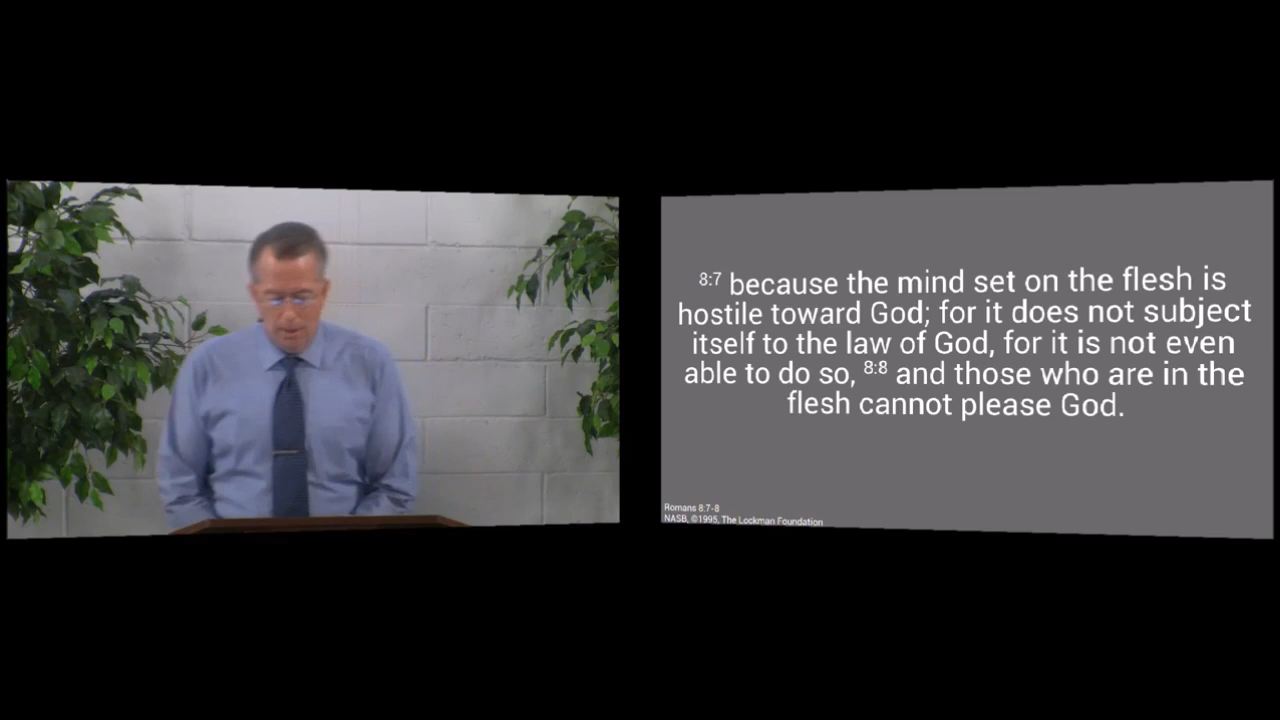 8:7 because the mind set on the flesh is
hostile toward God; for it does not subject
itself to the law of God, for it is not even
able to do so, 8:8 and those who are in the
flesh cannot please God.
Romans 8:7-8
NASB, ©1995, The Lockman Foundation